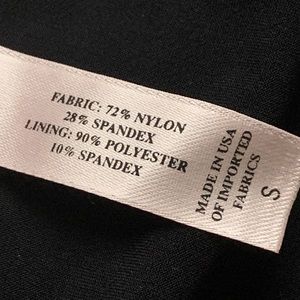 FABRIC: 72% NYLON
28% SPANDEX
LINING: 90% POLYESTER
10% SPANDEX
MADE IN USA
OF IMPORTED
FABRICS
S